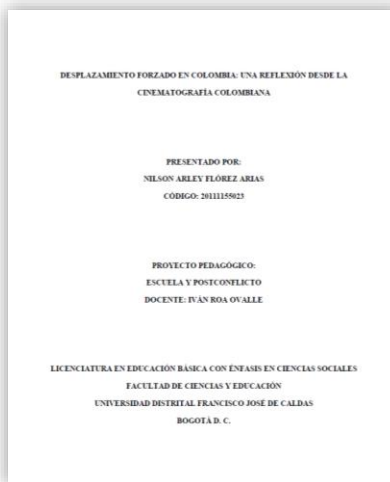 DESPLAZAMIENTO FORZADO EN COLOMBIA: UNA REFLEXIÓN DESDE LA
CINEMATOGRAFÍA COLOMBIANA
PRESENTADO POR:
NILSON ARLEY FLÓREZ ARIAS
CÓDIGO: 20111155023
PROYECTO PEDAGÓGICO:
ESCUELA Y POSTCONFLICTO
DOCENTE: IVÁN ROA OVALLE
LICENCIATURA EN EDUCACIÓN BÁSICA CON ÉNFASIS EN CIENCIAS SOCIALES
FACULTAD DE CIENCIAS Y EDUCACIÓN
UNIVERSIDAD DISTRITAL FRANCISCO JOSÉ DE CALDAS
BOGOTÁ D. C.